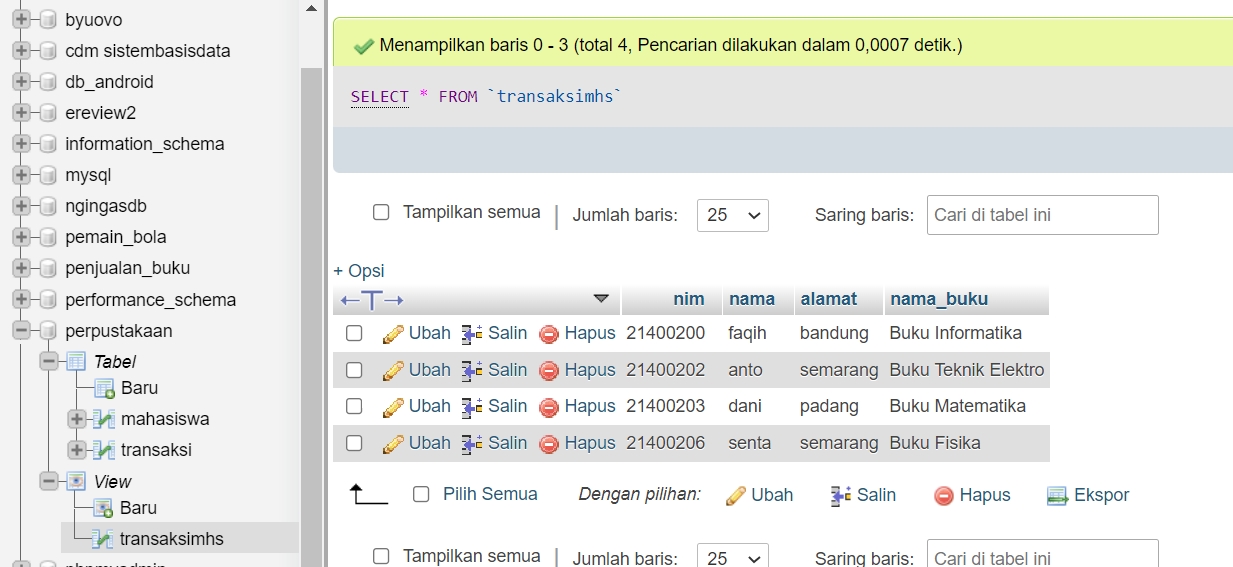 byuovo
cdm sistembasisdata
db_android
ereview2
information_schema
mysql
ngingasdb
pemain_bola
penjualan_buku
performance_schema
perpustakaan
Tabel
Baru
mahasiswa
transaksi
View
Baru
transaksimhs
Menampilkan baris 0 - 3 (total 4, Pencarian dilakukan dalam 0,0007 detik.)
SELECT * FROM `transaksimhs`
Tampilkan semua | Jumlah baris: 25 Saring baris: Cari di tabel ini
+ Opsi
←T→ nim nama alamat nama_buku
Ubah Salin Hapus 21400200 faqih bandung Buku Informatika
Ubah Salin Hapus 21400202 anto semarang Buku Teknik Elektro
Ubah Salin Hapus 21400203 dani padang Buku Matematika
Ubah Salin Hapus 21400206 senta semarang Buku Fisika
Pilih Semua Dengan pilihan: Ubah Salin Hapus Ekspor
Tampilkan semua | Jumlah baris: 25 Saring baris: Cari di tabel ini